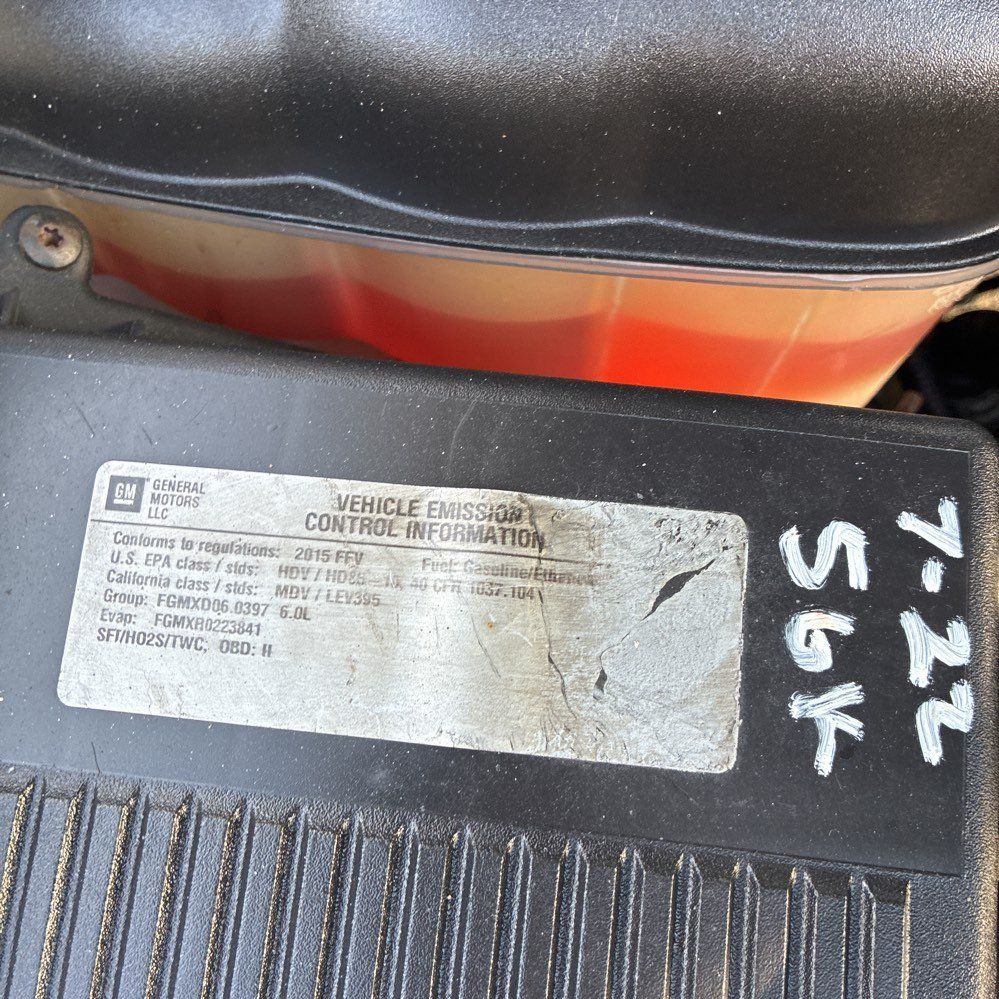 GM
GENERAL
MOTORS
LLC
VEHICLE EMISSION
CONTROL INFORMATION
Conforms to regulations: 2015 FFV Fuel: Gasoline/Ethanol
U.S. EPA class / stds: HDV / 40 CFR 1037.104
California class / stds: MDV / LEV395
Group: FGMXD06.0397 6.0L
Evap: FGMXR0223841
SFI/HO2S/TWC, OBD: II
7-22
56K